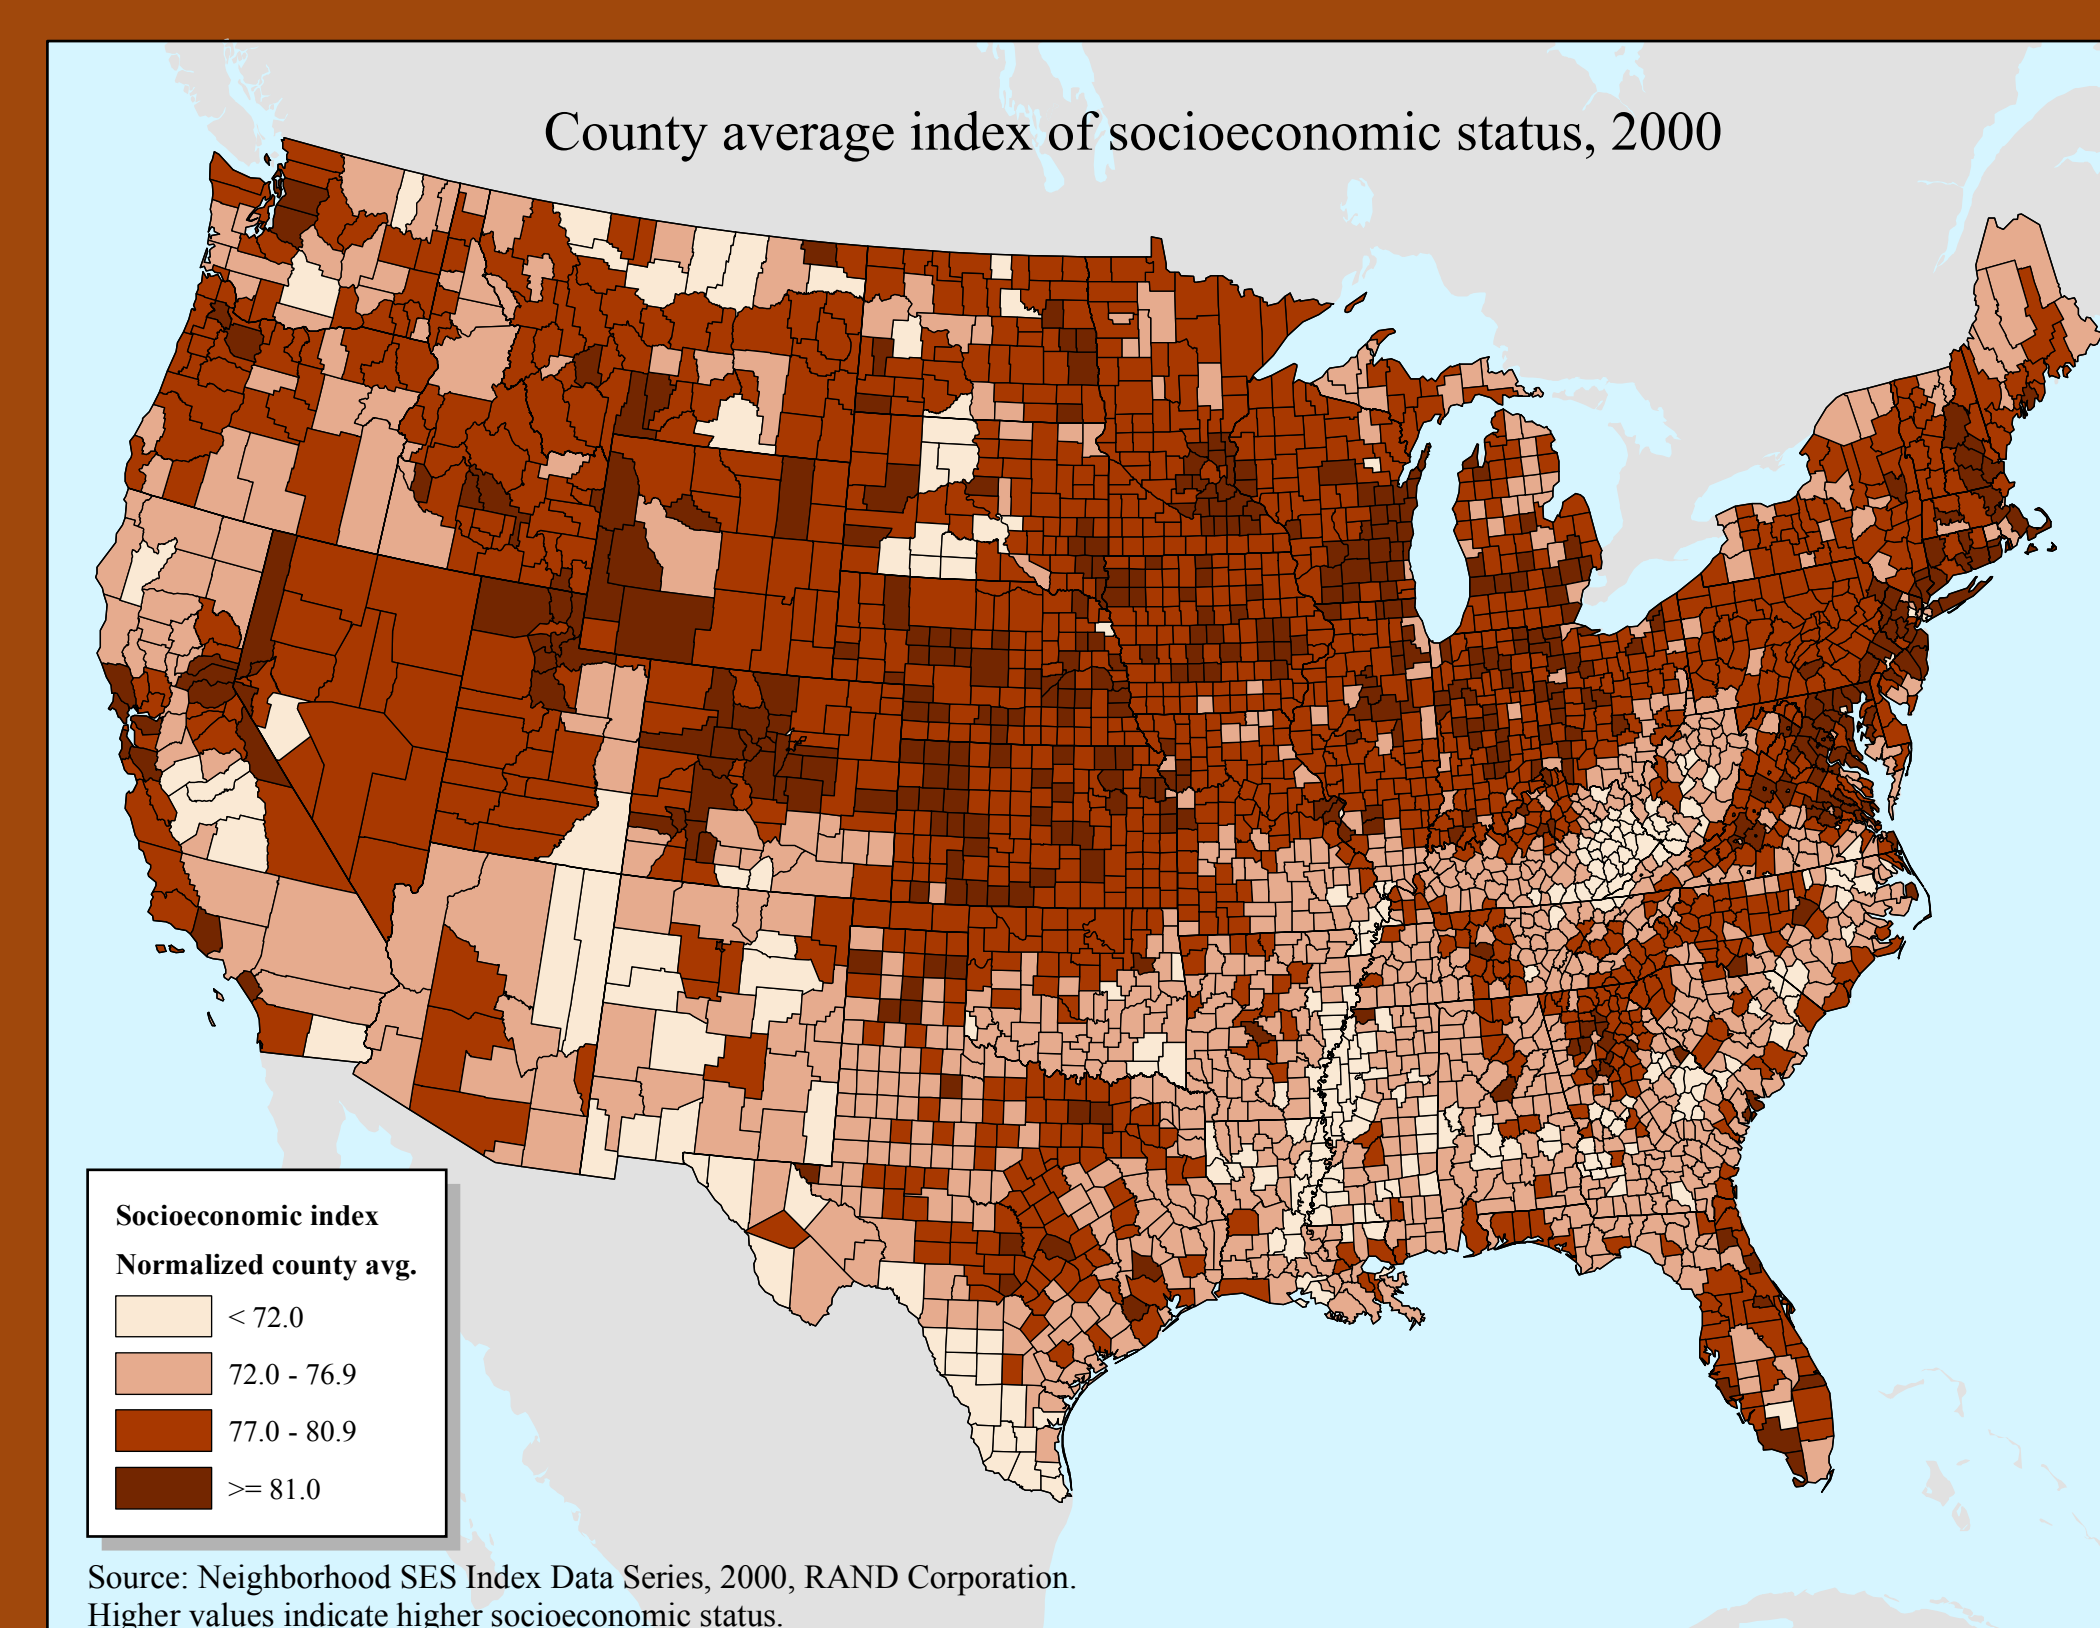 County average index of socioeconomic status, 2000
Socioeconomic index
Normalized county avg.
< 72.0
72.0 - 76.9
77.0 - 80.9
>= 81.0
Source: Neighborhood SES Index Data Series, 2000, RAND Corporation.
Higher values indicate higher socioeconomic status.